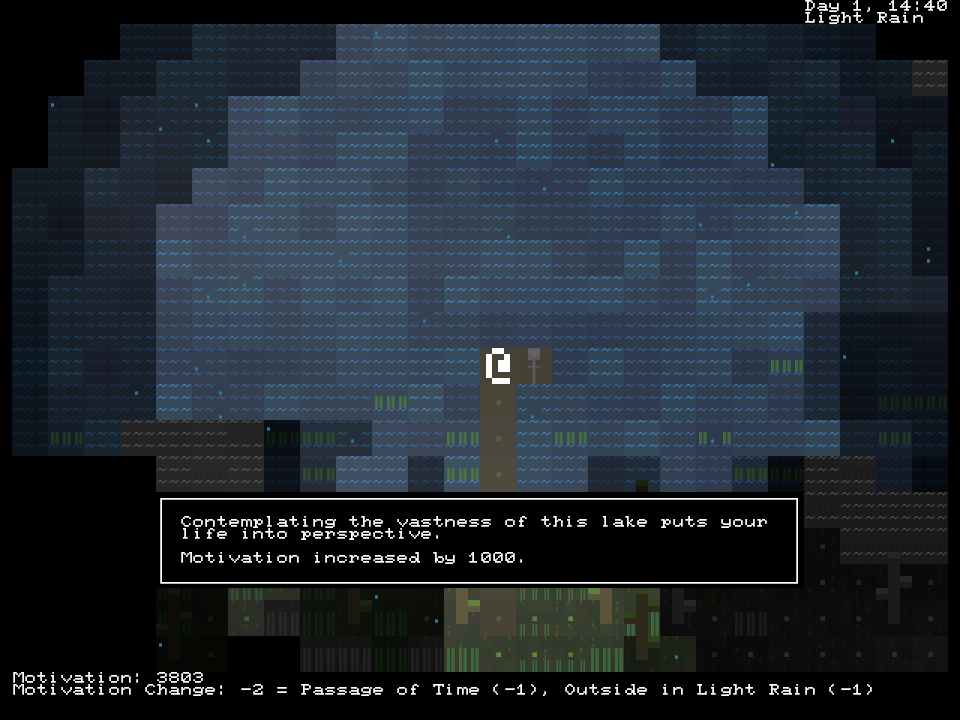 Day 1, 14:40
Light Rain
Contemplating the vastness of this lake puts your
life into perspective.
Motivation increased by 1000.
Motivation: 3803
Motivation Change: -2 = Passage of Time (-1), Outside in Light Rain (-1)